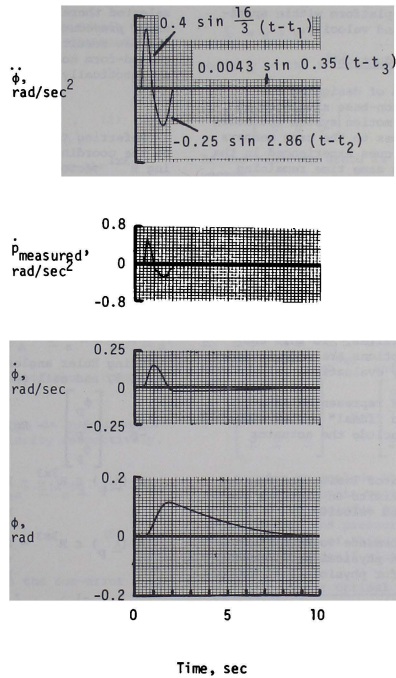 0.4 sin 16/3 (t-t₁)
0.0043 sin 0.35 (t-t₃)
φ̈,
rad/sec²
-0.25 sin 2.86 (t-t₂)
0.8
ṗmeasured,
rad/sec²
0
-0.8
0.25
φ̇,
rad/sec
0
-0.25
0.2
φ,
rad
0
-0.2
0 5 10
Time, sec